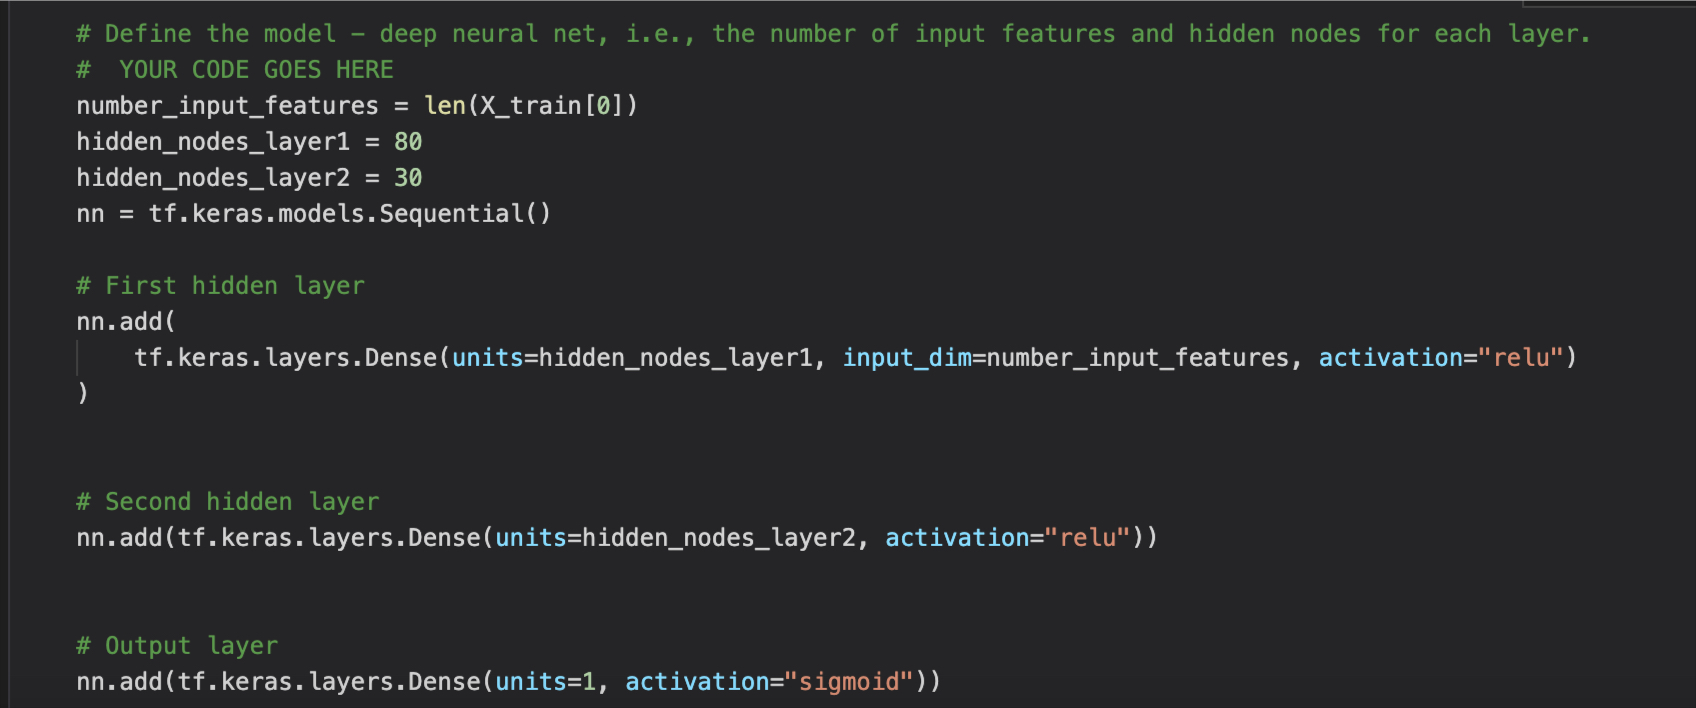 # Define the model – deep neural net, i.e., the number of input features and hidden nodes for each layer.
#  YOUR CODE GOES HERE
number_input_features = len(X_train[0])
hidden_nodes_layer1 = 80
hidden_nodes_layer2 = 30
nn = tf.keras.models.Sequential()
# First hidden layer
nn.add(
    tf.keras.layers.Dense(units=hidden_nodes_layer1, input_dim=number_input_features, activation="relu")
)
# Second hidden layer
nn.add(tf.keras.layers.Dense(units=hidden_nodes_layer2, activation="relu"))
# Output layer
nn.add(tf.keras.layers.Dense(units=1, activation="sigmoid"))